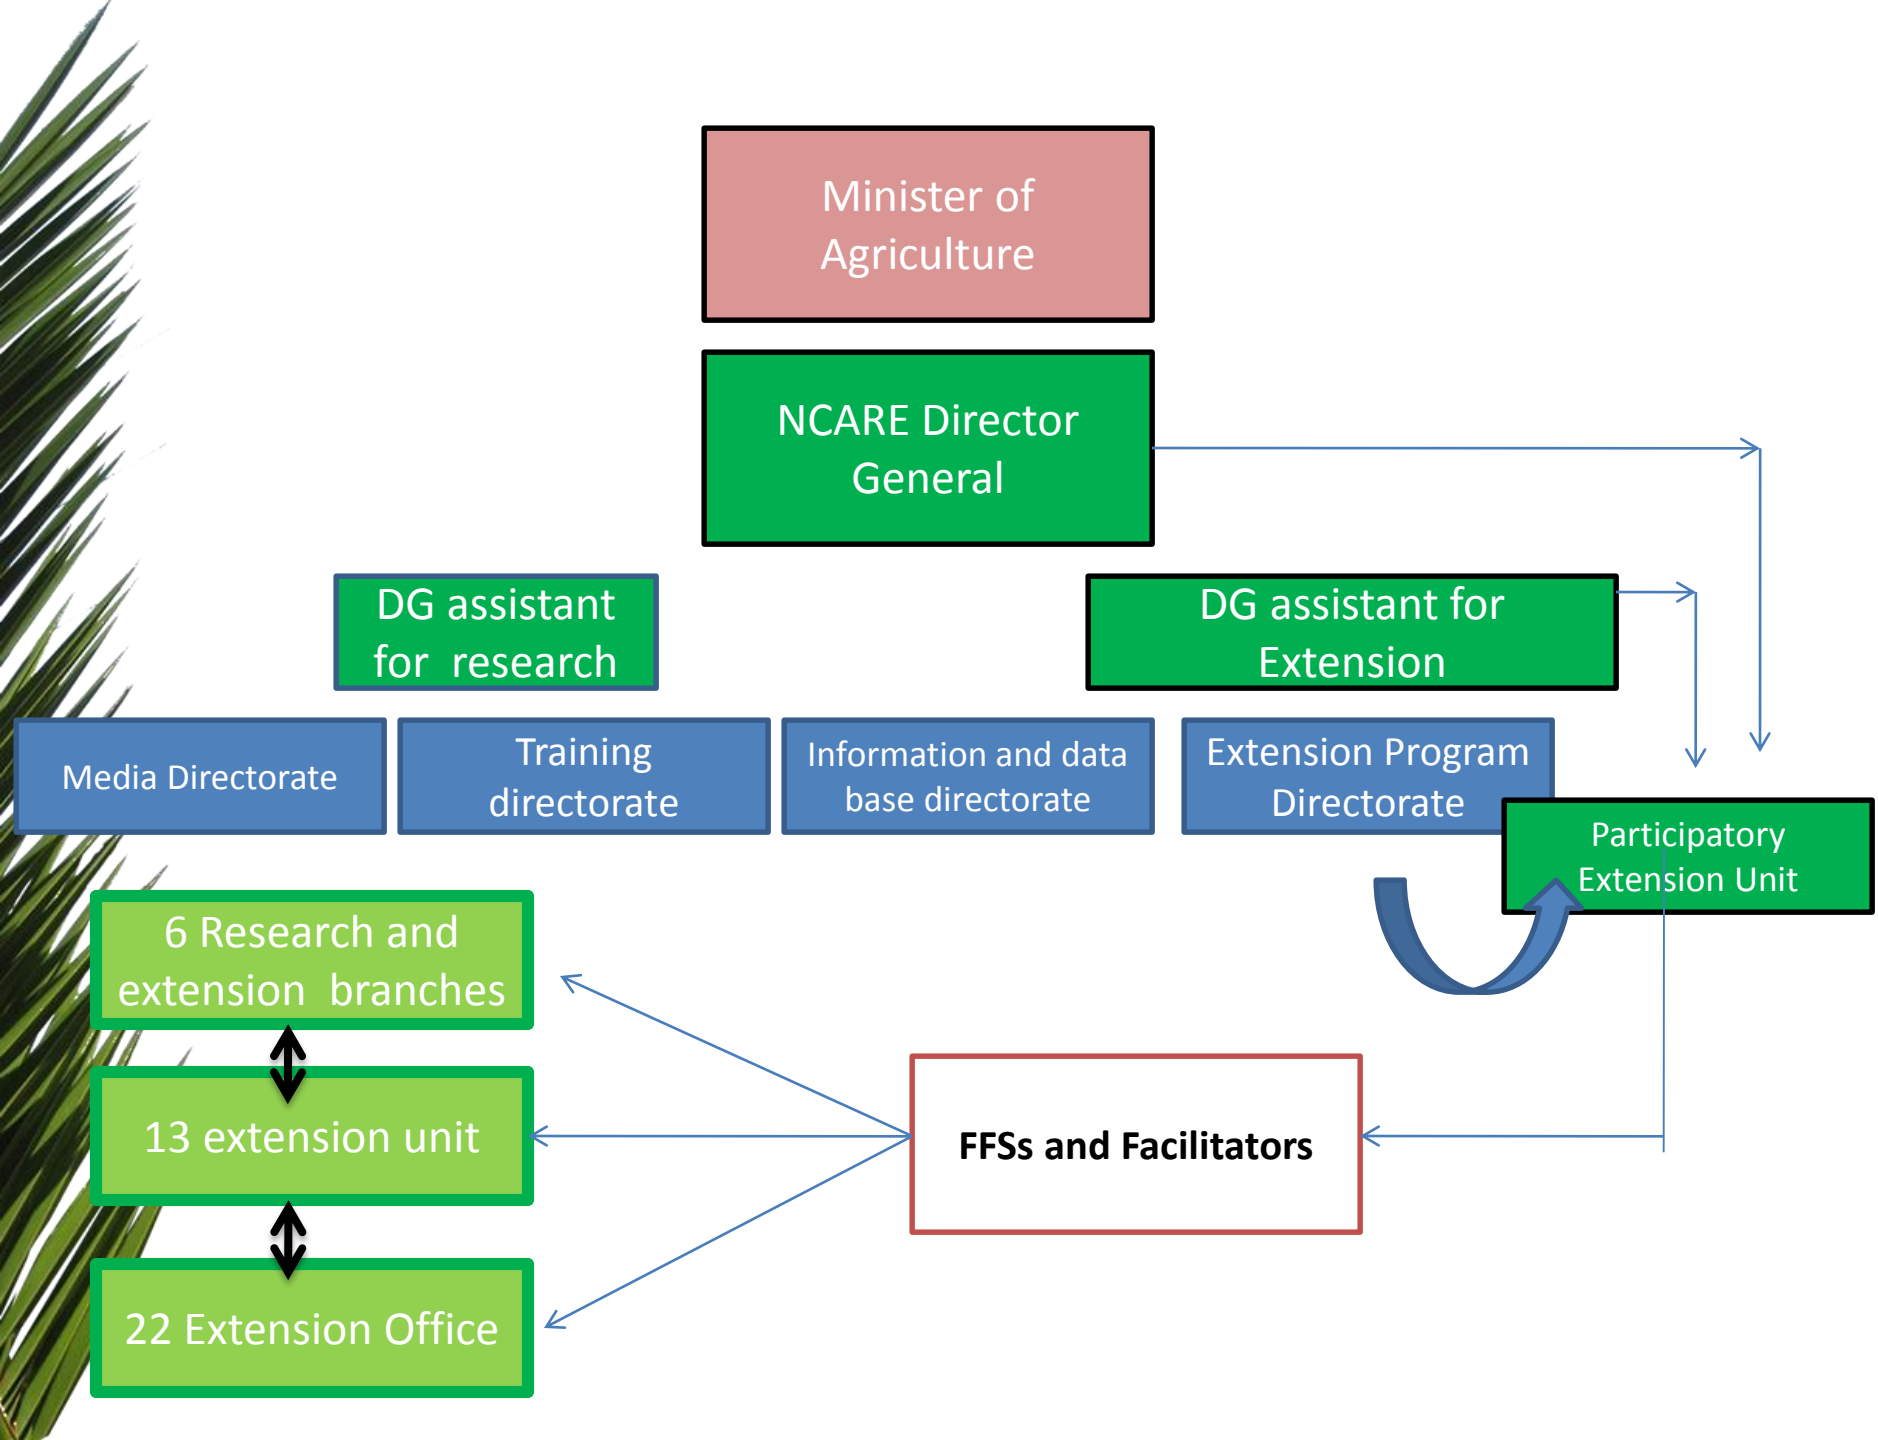 Minister of
Agriculture
NCARE Director
General
DG assistant
for  research
DG assistant for
Extension
Media Directorate
Training
directorate
Information and data
base directorate
Extension Program
Directorate
Participatory
Extension Unit
6 Research and
extension  branches
13 extension unit
22 Extension Office
FFSs and Facilitators